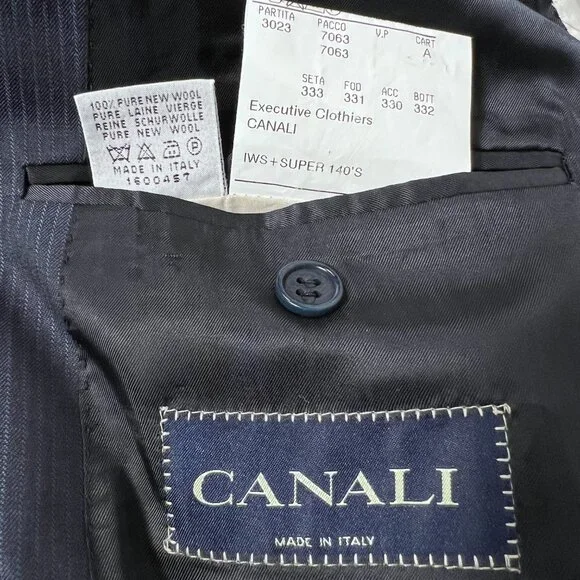 PARTITA PACCO V.P CART
3023 7063 A
7063
SETA FOD ACC BOTT
333 331 330 332
Executive Clothiers
CANALI
IWS+SUPER 140'S
100% PURE NEW WOOL
PURE LAINE VIERGE
REINE SCHURWOLLE
PURE NEW WOOL
MADE IN ITALY
1600457
CANALI
MADE IN ITALY